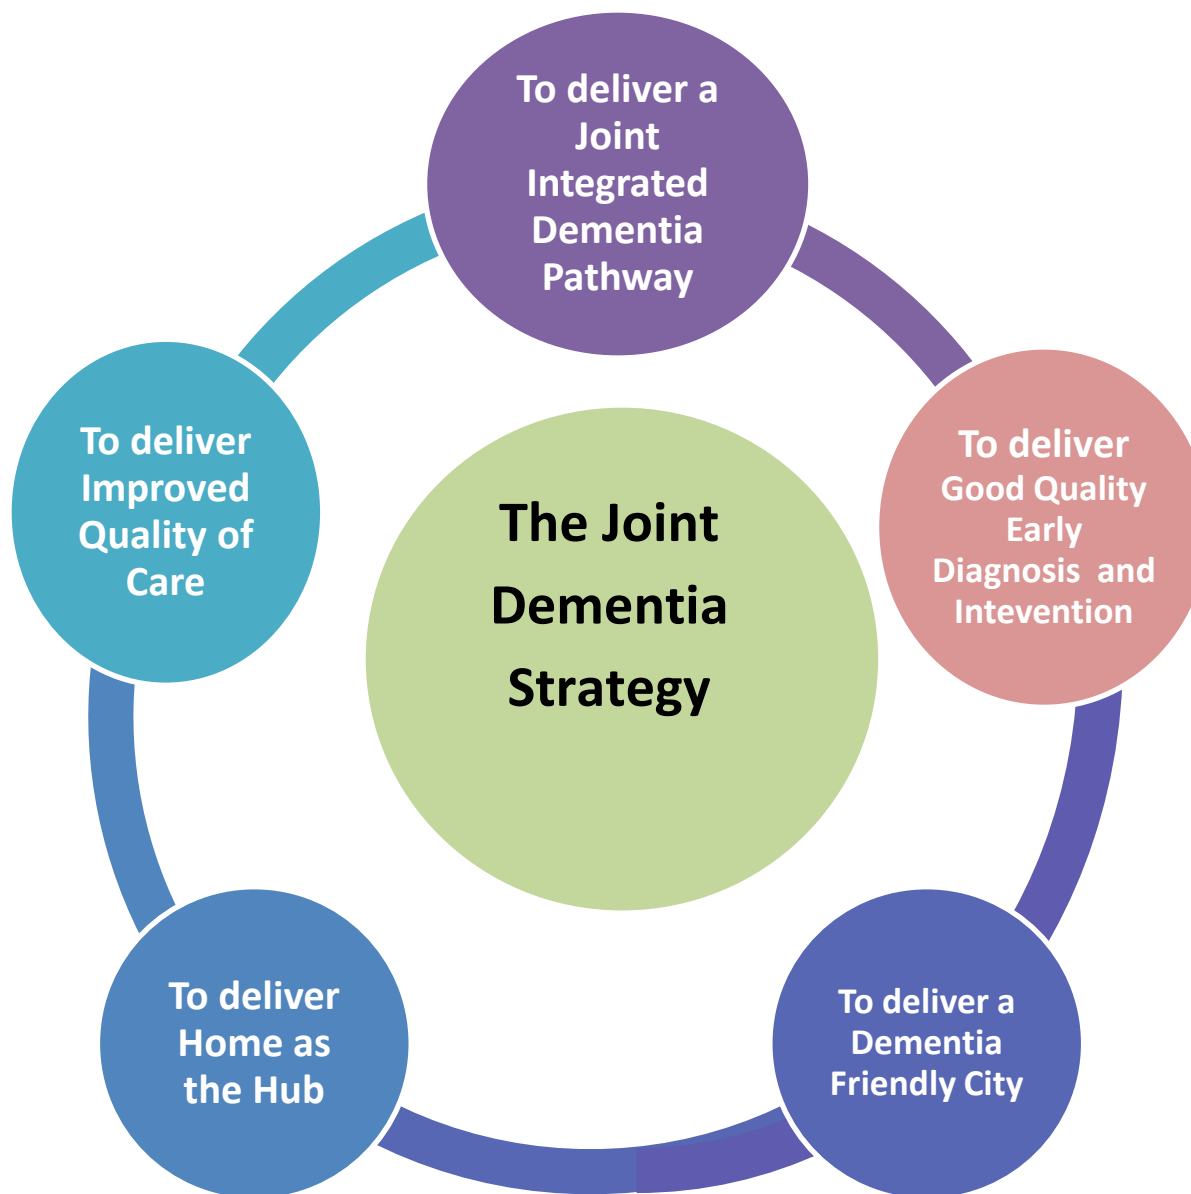 To deliver a
Joint
Integrated
Dementia
Pathway
To deliver
Good Quality
Early
Diagnosis and
Intevention
To deliver a
Dementia
Friendly City
To deliver
Home as
the Hub
To deliver
Improved
Quality of
Care
The Joint
Dementia
Strategy